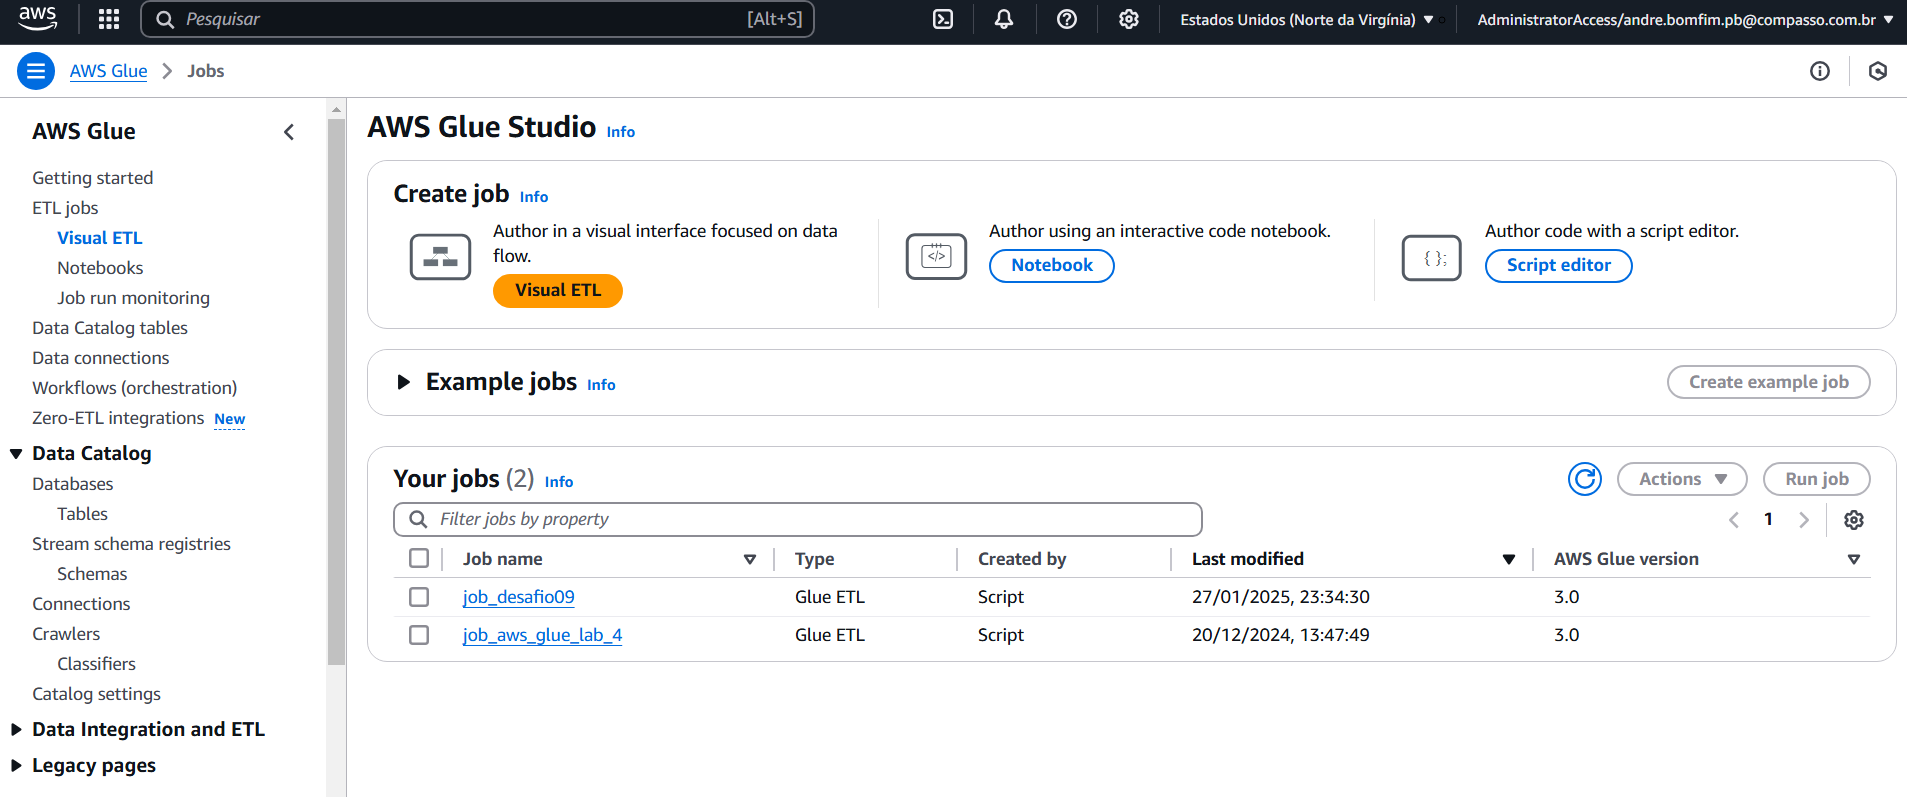 aws
Pesquisar [Alt+S]
Estados Unidos (Norte da Virgínia)
AdministratorAccess/andre.bomfim.pb@compasso.com.br
AWS Glue Jobs
AWS Glue
Getting started
ETL jobs
Visual ETL
Notebooks
Job run monitoring
Data Catalog tables
Data connections
Workflows (orchestration)
Zero-ETL integrations New
Data Catalog
Databases
Tables
Stream schema registries
Schemas
Connections
Crawlers
Classifiers
Catalog settings
Data Integration and ETL
Legacy pages
AWS Glue Studio Info
Create job Info
Author in a visual interface focused on data
flow.
Visual ETL
Author using an interactive code notebook.
Notebook
Author code with a script editor.
Script editor
Example jobs Info
Create example job
Your jobs (2) Info
Actions
Run job
Filter jobs by property
1
Job name Type Created by Last modified AWS Glue version
job_desafio09 Glue ETL Script 27/01/2025, 23:34:30 3.0
job_aws_glue_lab_4 Glue ETL Script 20/12/2024, 13:47:49 3.0